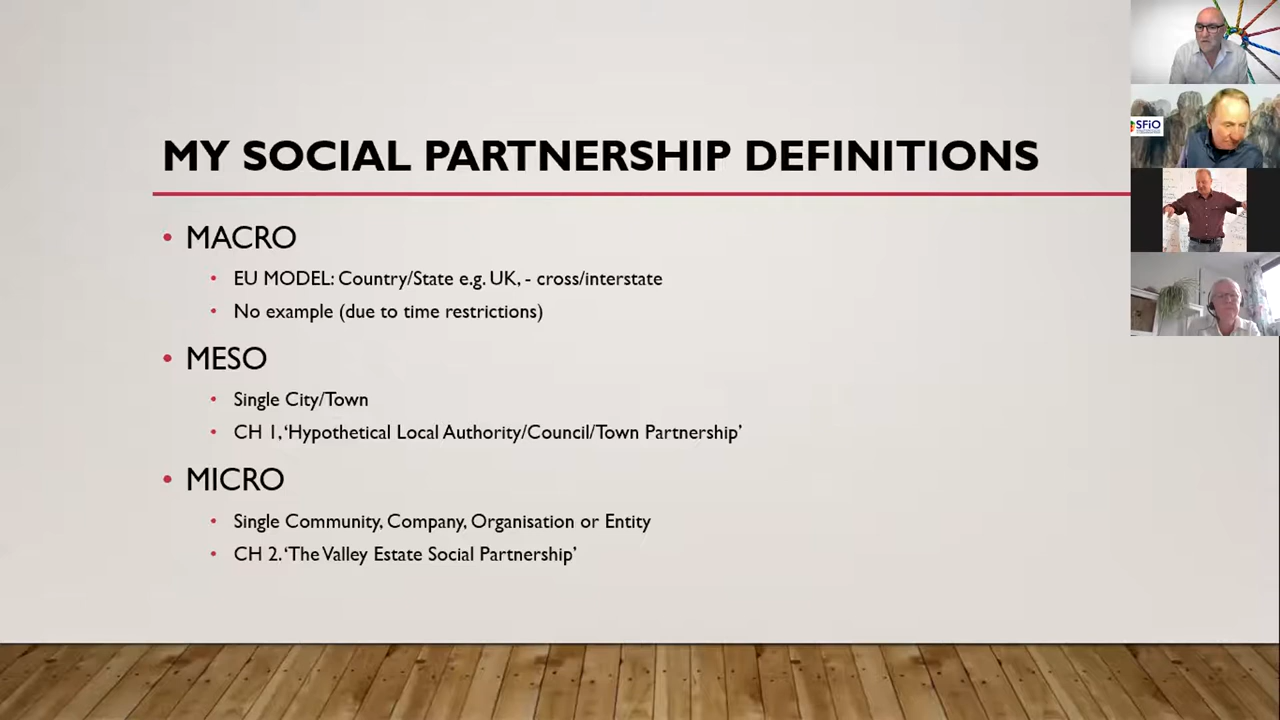 MY SOCIAL PARTNERSHIP DEFINITIONS
• MACRO
• EU MODEL: Country/State e.g. UK, - cross/interstate
• No example (due to time restrictions)
• MESO
• Single City/Town
• CH 1, ‘Hypothetical Local Authority/Council/Town Partnership’
• MICRO
• Single Community, Company, Organisation or Entity
• CH 2. ‘The Valley Estate Social Partnership’
SFiO